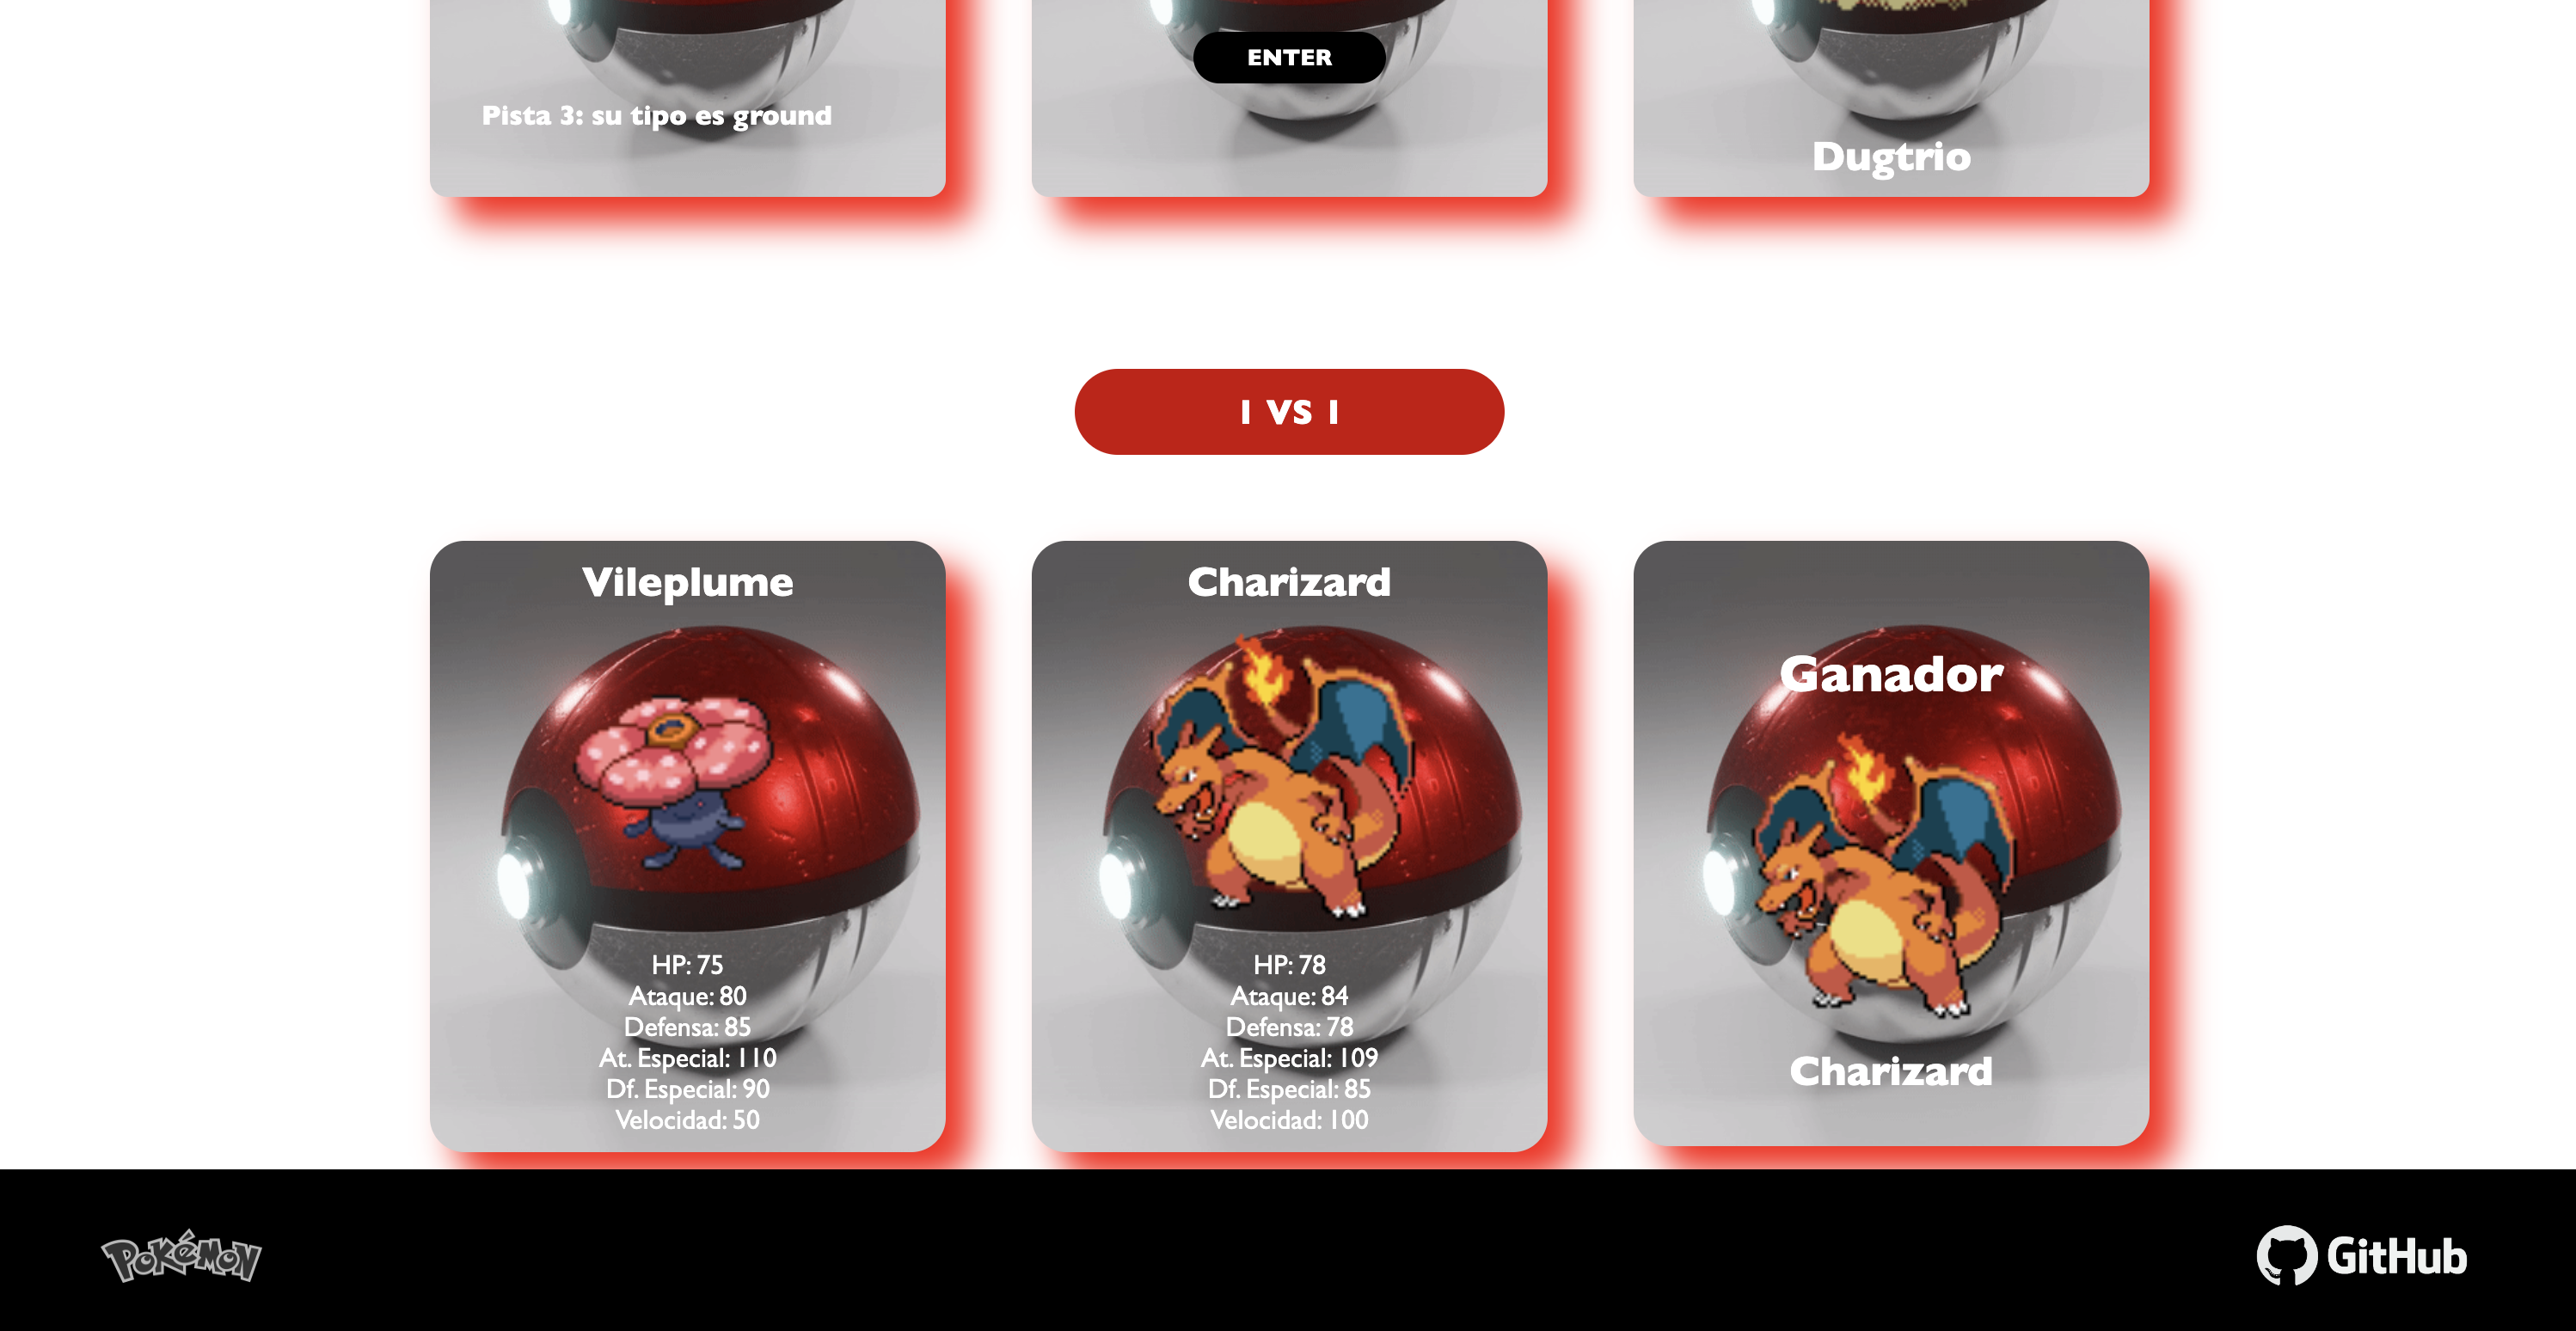 ENTER
Pista 3: su tipo es ground
Dugtrio
1 VS 1
Vileplume
HP: 75
Ataque: 80
Defensa: 85
At. Especial: 110
Df. Especial: 90
Velocidad: 50
Charizard
HP: 78
Ataque: 84
Defensa: 78
At. Especial: 109
Df. Especial: 85
Velocidad: 100
Ganador
Charizard
POKéMON
GitHub